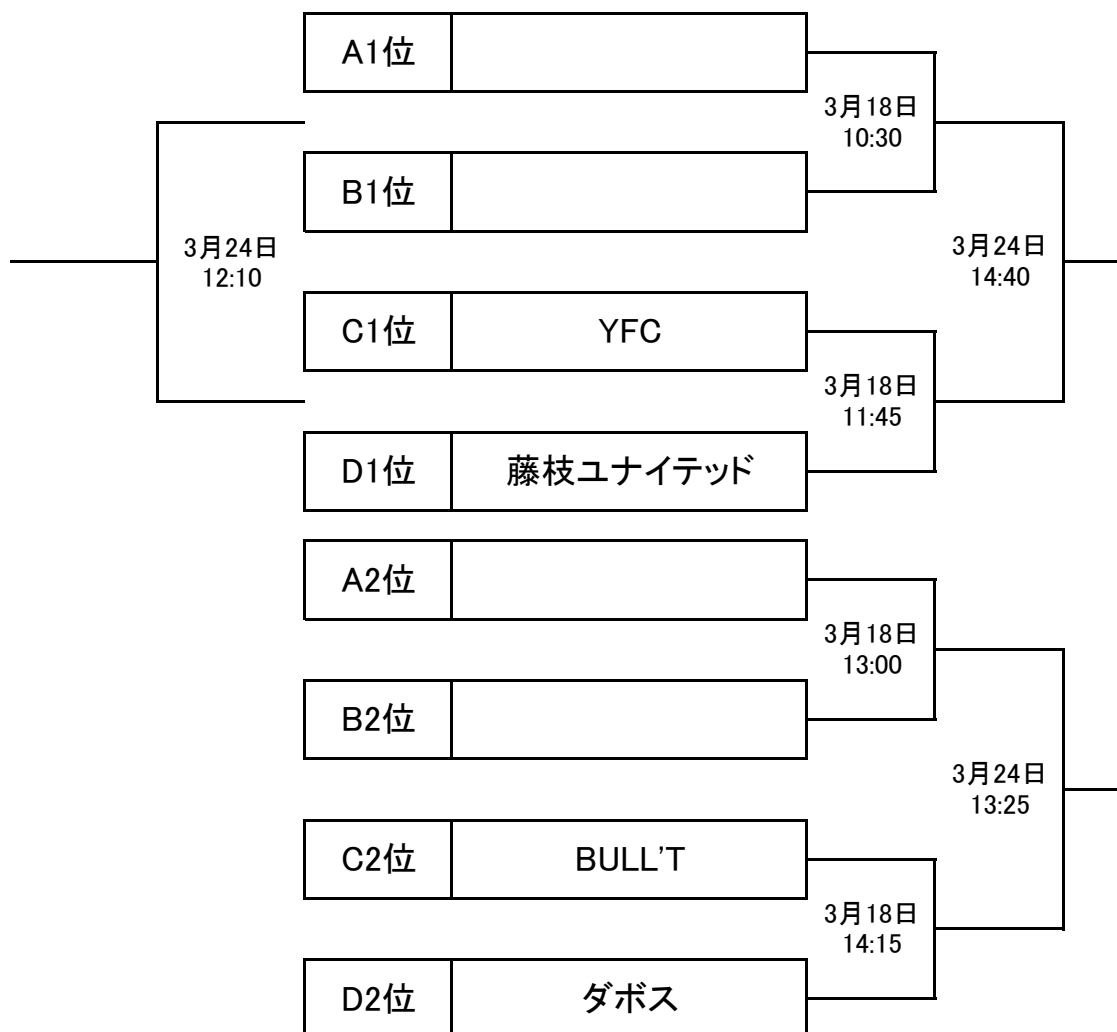 A1位
3月18日
10:30
B1位
3月24日
12:10
3月24日
14:40
C1位 YFC
3月18日
11:45
D1位 藤枝ユナイテッド
A2位
3月18日
13:00
B2位
3月24日
13:25
C2位 BULL'T
3月18日
14:15
D2位 ダボス